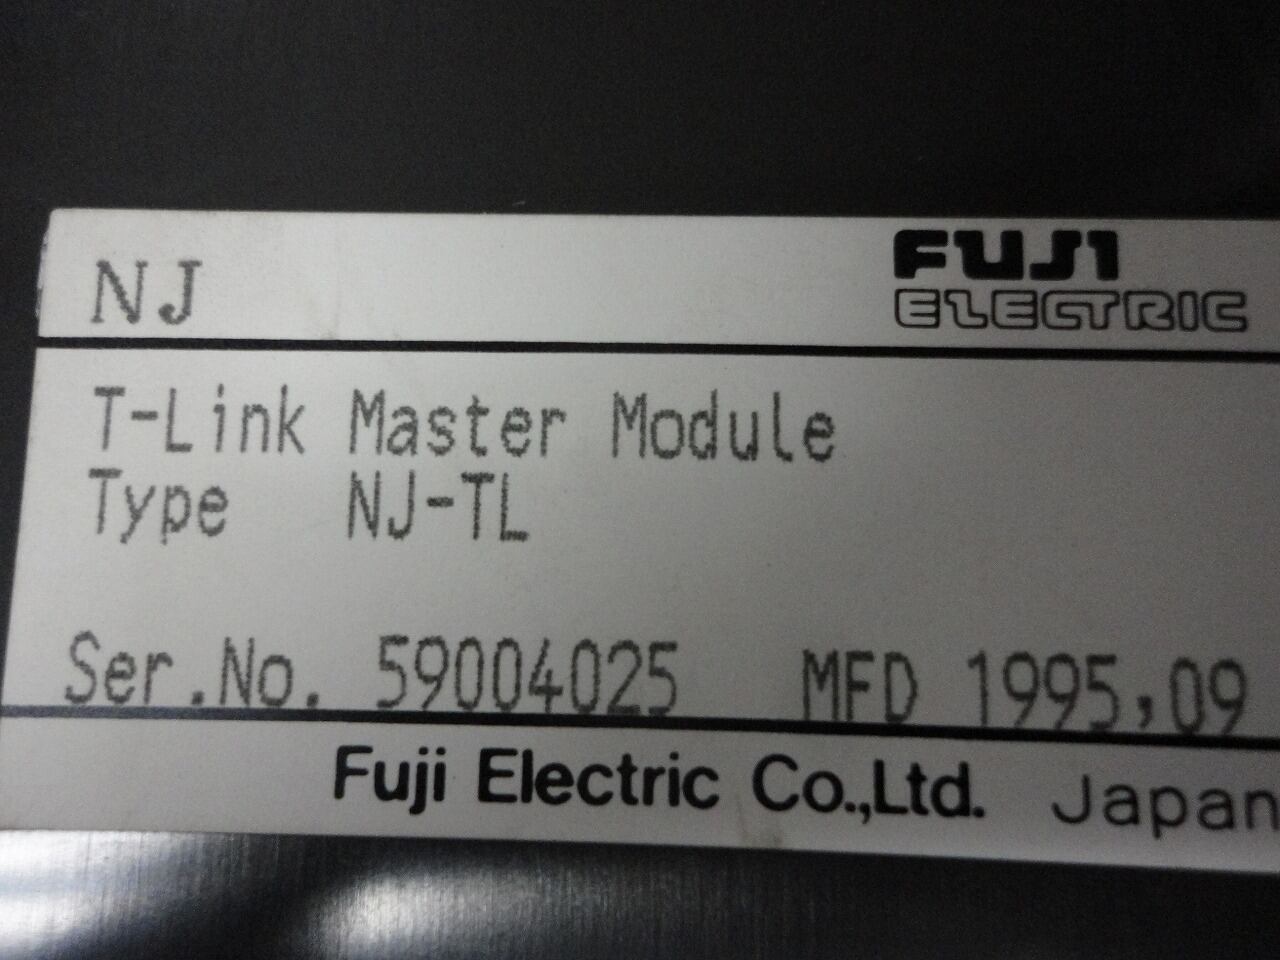 NJ
FUJI
ELECTRIC
T-Link Master Module
Type NJ-TL
Ser.No. 59004025 MFD 1995,09
Fuji Electric Co.,Ltd. Japan